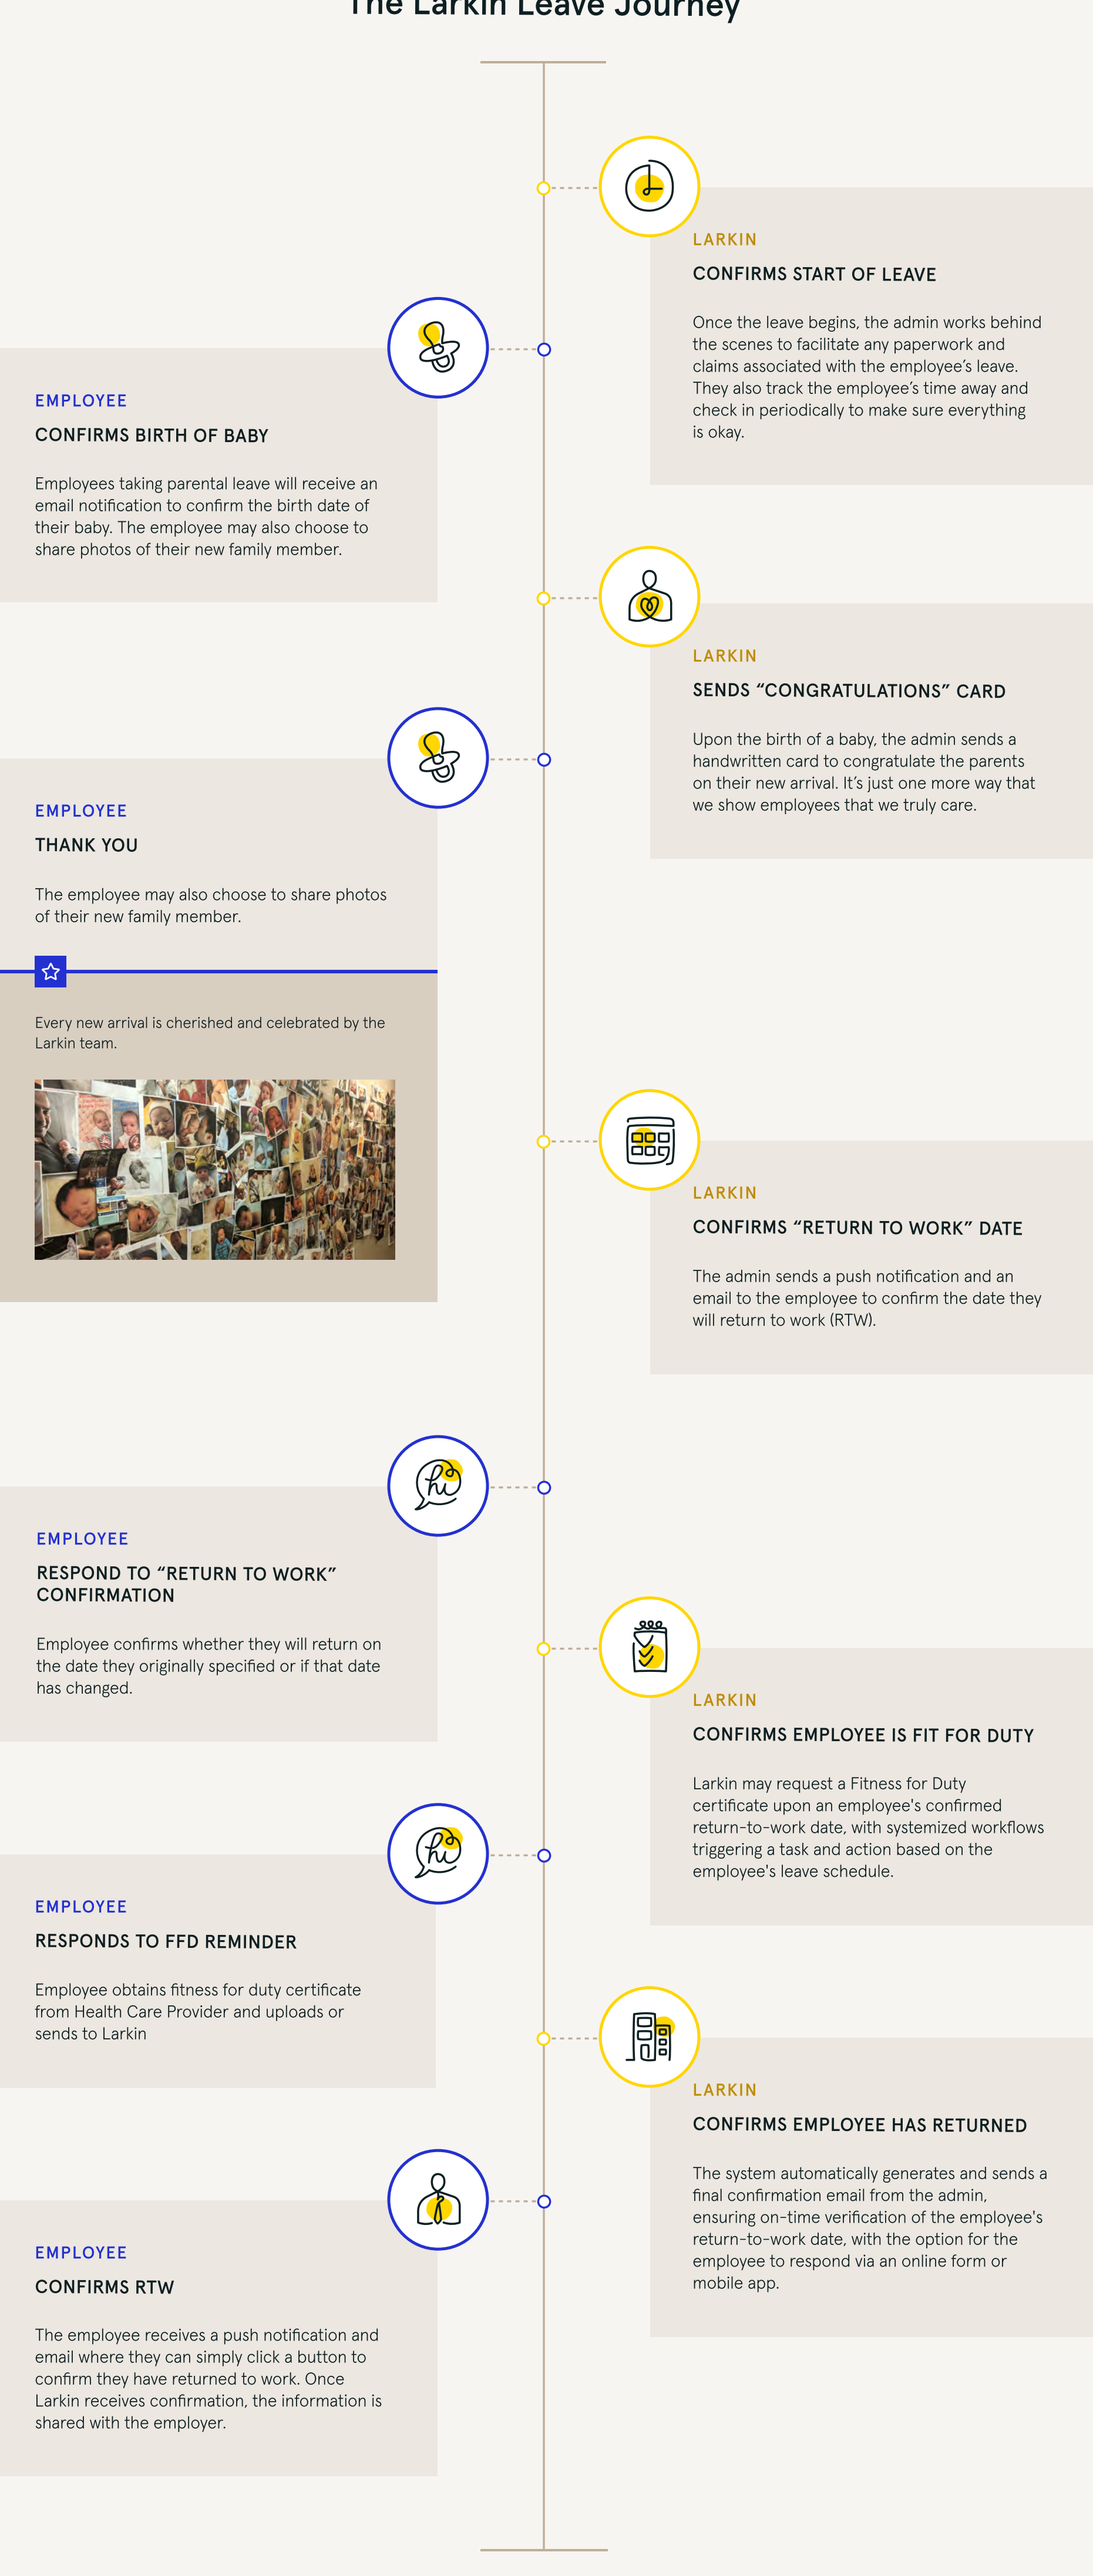 The Larkin Leave Journey
LARKIN
CONFIRMS START OF LEAVE
Once the leave begins, the admin works behind
the scenes to facilitate any paperwork and
claims associated with the employee’s leave.
They also track the employee’s time away and
check in periodically to make sure everything
is okay.
EMPLOYEE
CONFIRMS BIRTH OF BABY
Employees taking parental leave will receive an
email notification to confirm the birth date of
their baby. The employee may also choose to
share photos of their new family member.
LARKIN
SENDS “CONGRATULATIONS” CARD
Upon the birth of a baby, the admin sends a
handwritten card to congratulate the parents
on their new arrival. It’s just one more way that
we show employees that we truly care.
EMPLOYEE
THANK YOU
The employee may also choose to share photos
of their new family member.
Every new arrival is cherished and celebrated by the
Larkin team.
LARKIN
CONFIRMS “RETURN TO WORK” DATE
The admin sends a push notification and an
email to the employee to confirm the date they
will return to work (RTW).
hi
EMPLOYEE
RESPOND TO “RETURN TO WORK”
CONFIRMATION
Employee confirms whether they will return on
the date they originally specified or if that date
has changed.
LARKIN
CONFIRMS EMPLOYEE IS FIT FOR DUTY
Larkin may request a Fitness for Duty
certificate upon an employee's confirmed
return-to-work date, with systemized workflows
triggering a task and action based on the
employee's leave schedule.
hi
EMPLOYEE
RESPONDS TO FFD REMINDER
Employee obtains fitness for duty certificate
from Health Care Provider and uploads or
sends to Larkin
LARKIN
CONFIRMS EMPLOYEE HAS RETURNED
The system automatically generates and sends a
final confirmation email from the admin,
ensuring on-time verification of the employee's
return-to-work date, with the option for the
employee to respond via an online form or
mobile app.
EMPLOYEE
CONFIRMS RTW
The employee receives a push notification and
email where they can simply click a button to
confirm they have returned to work. Once
Larkin receives confirmation, the information is
shared with the employer.